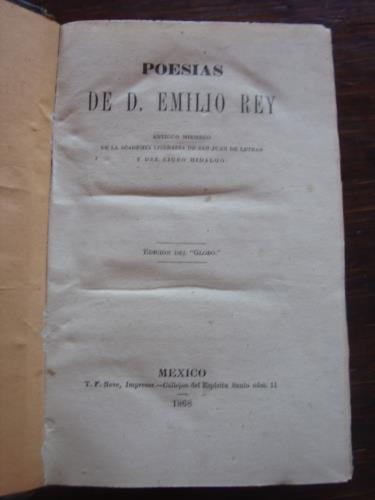 POESIAS
DE D. EMILIO REY
ANTIGUO MIEMBRO
DE LA ACADEMIA LITERARIA DE SAN JUAN DE LETRAN
Y DEL LICEO HIDALGO
EDICION DEL "GLOBO."
MEXICO
T. F. Neve, Impresor.—Callejon del Espíritu Santo núm. 11
1868